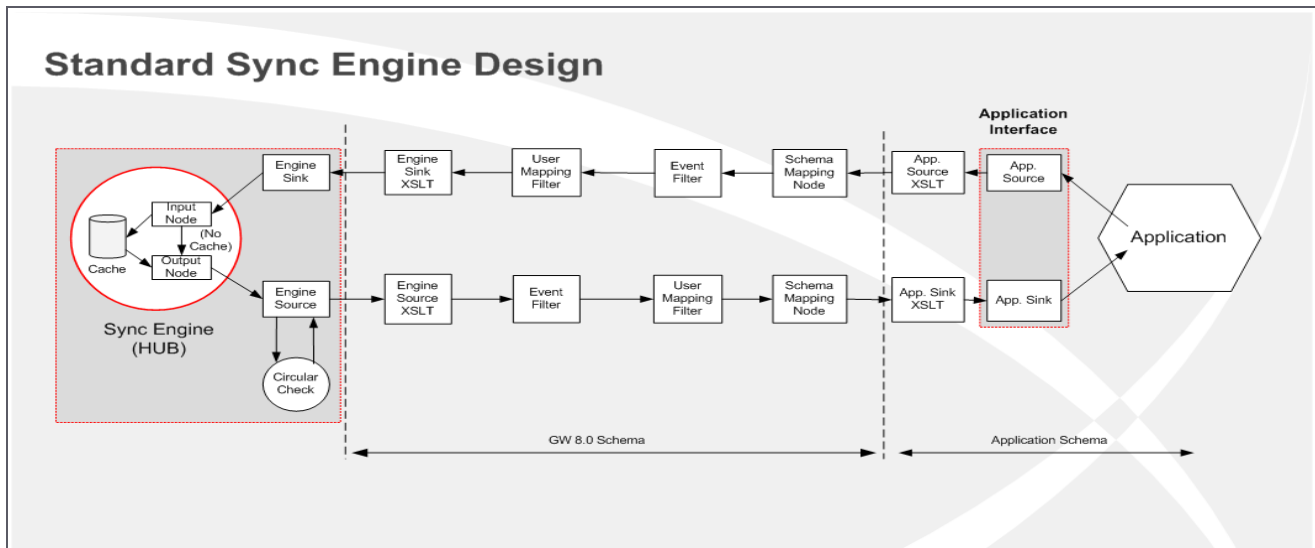 Standard Sync Engine Design
Application
Interface
Engine
Sink
Engine
Sink
XSLT
User
Mapping
Filter
Event
Filter
Schema
Mapping
Node
App.
Source
XSLT
App.
Source
Input
Node
(No
Cache)
Cache
Output
Node
Application
Engine
Source
Engine
Source
XSLT
Event
Filter
User
Mapping
Filter
Schema
Mapping
Node
App. Sink
XSLT
App. Sink
Sync Engine
(HUB)
Circular
Check
GW 8.0 Schema
Application Schema